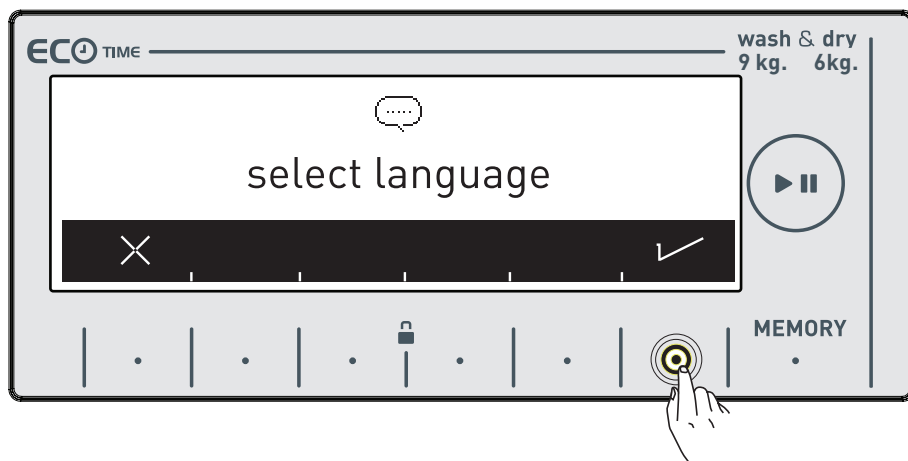 ECO TIME
wash & dry
9 kg. 6kg.
select language
MEMORY